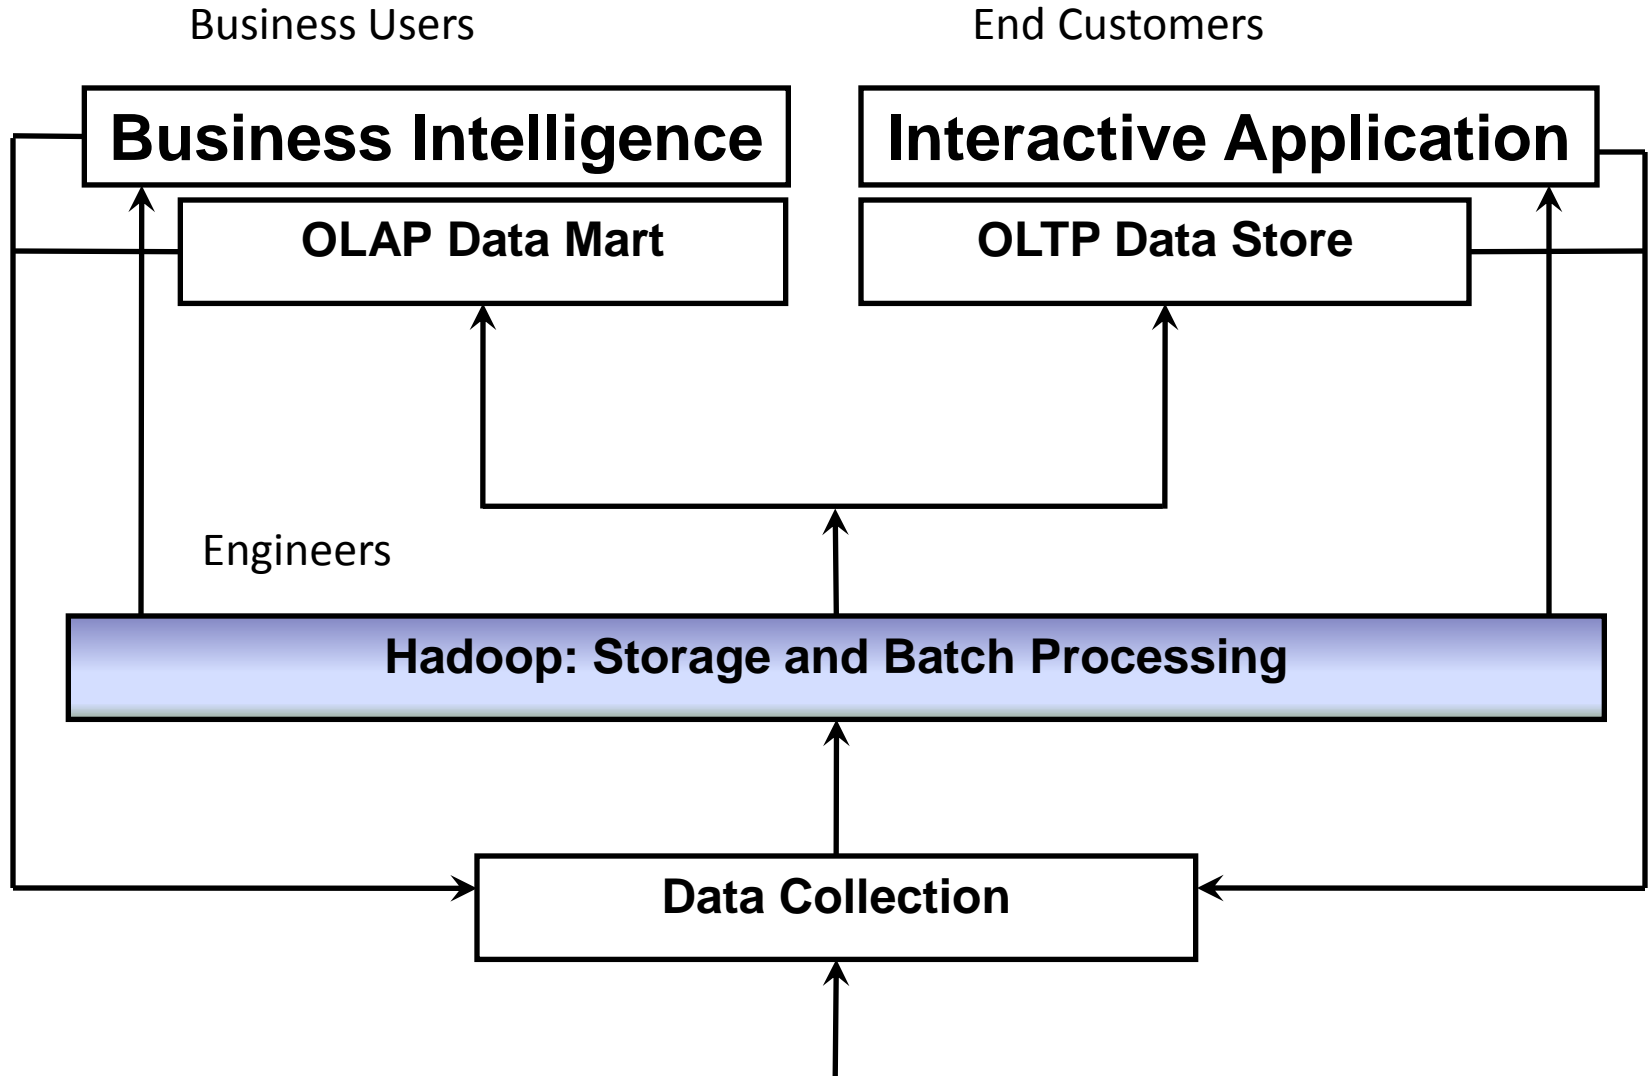 Business Users
End Customers
Business Intelligence
Interactive Application
OLAP Data Mart
OLTP Data Store
Engineers
Hadoop: Storage and Batch Processing
Data Collection